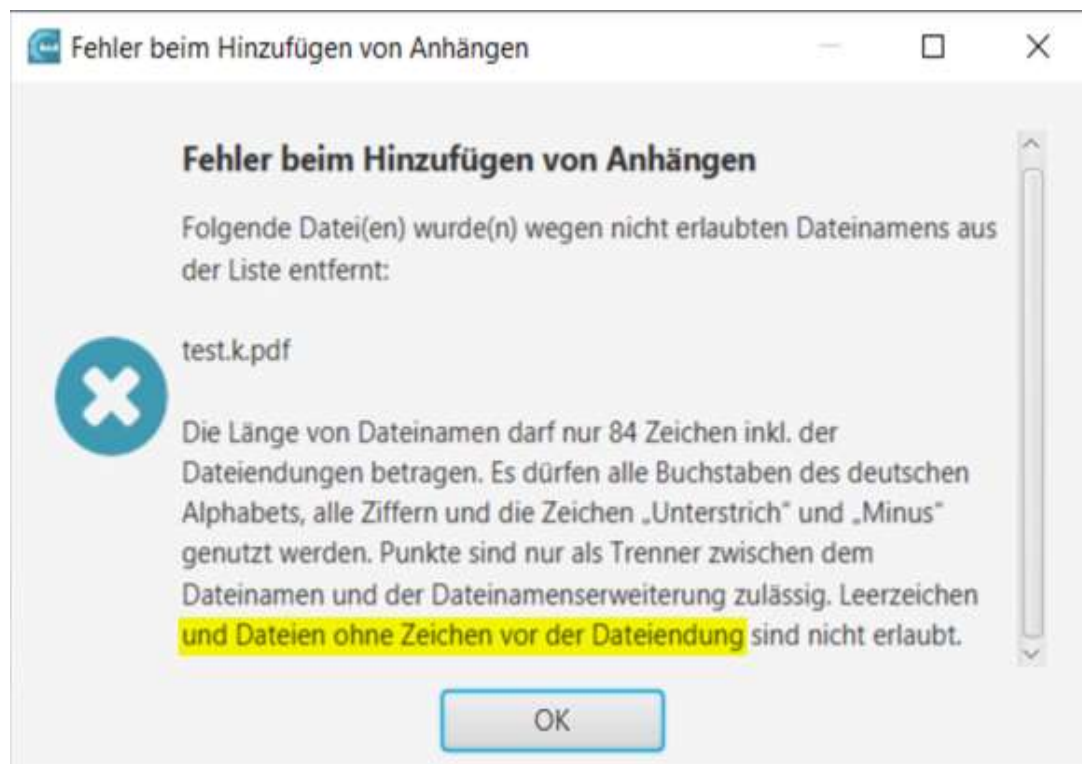 Fehler beim Hinzufügen von Anhängen
Fehler beim Hinzufügen von Anhängen
Folgende Datei(en) wurde(n) wegen nicht erlaubten Dateinamens aus
der Liste entfernt:
test.k.pdf
Die Länge von Dateinamen darf nur 84 Zeichen inkl. der
Dateiendungen betragen. Es dürfen alle Buchstaben des deutschen
Alphabets, alle Ziffern und die Zeichen „Unterstrich“ und „Minus“
genutzt werden. Punkte sind nur als Trenner zwischen dem
Dateinamen und der Dateinamenserweiterung zulässig. Leerzeichen
und Dateien ohne Zeichen vor der Dateiendung sind nicht erlaubt.
OK